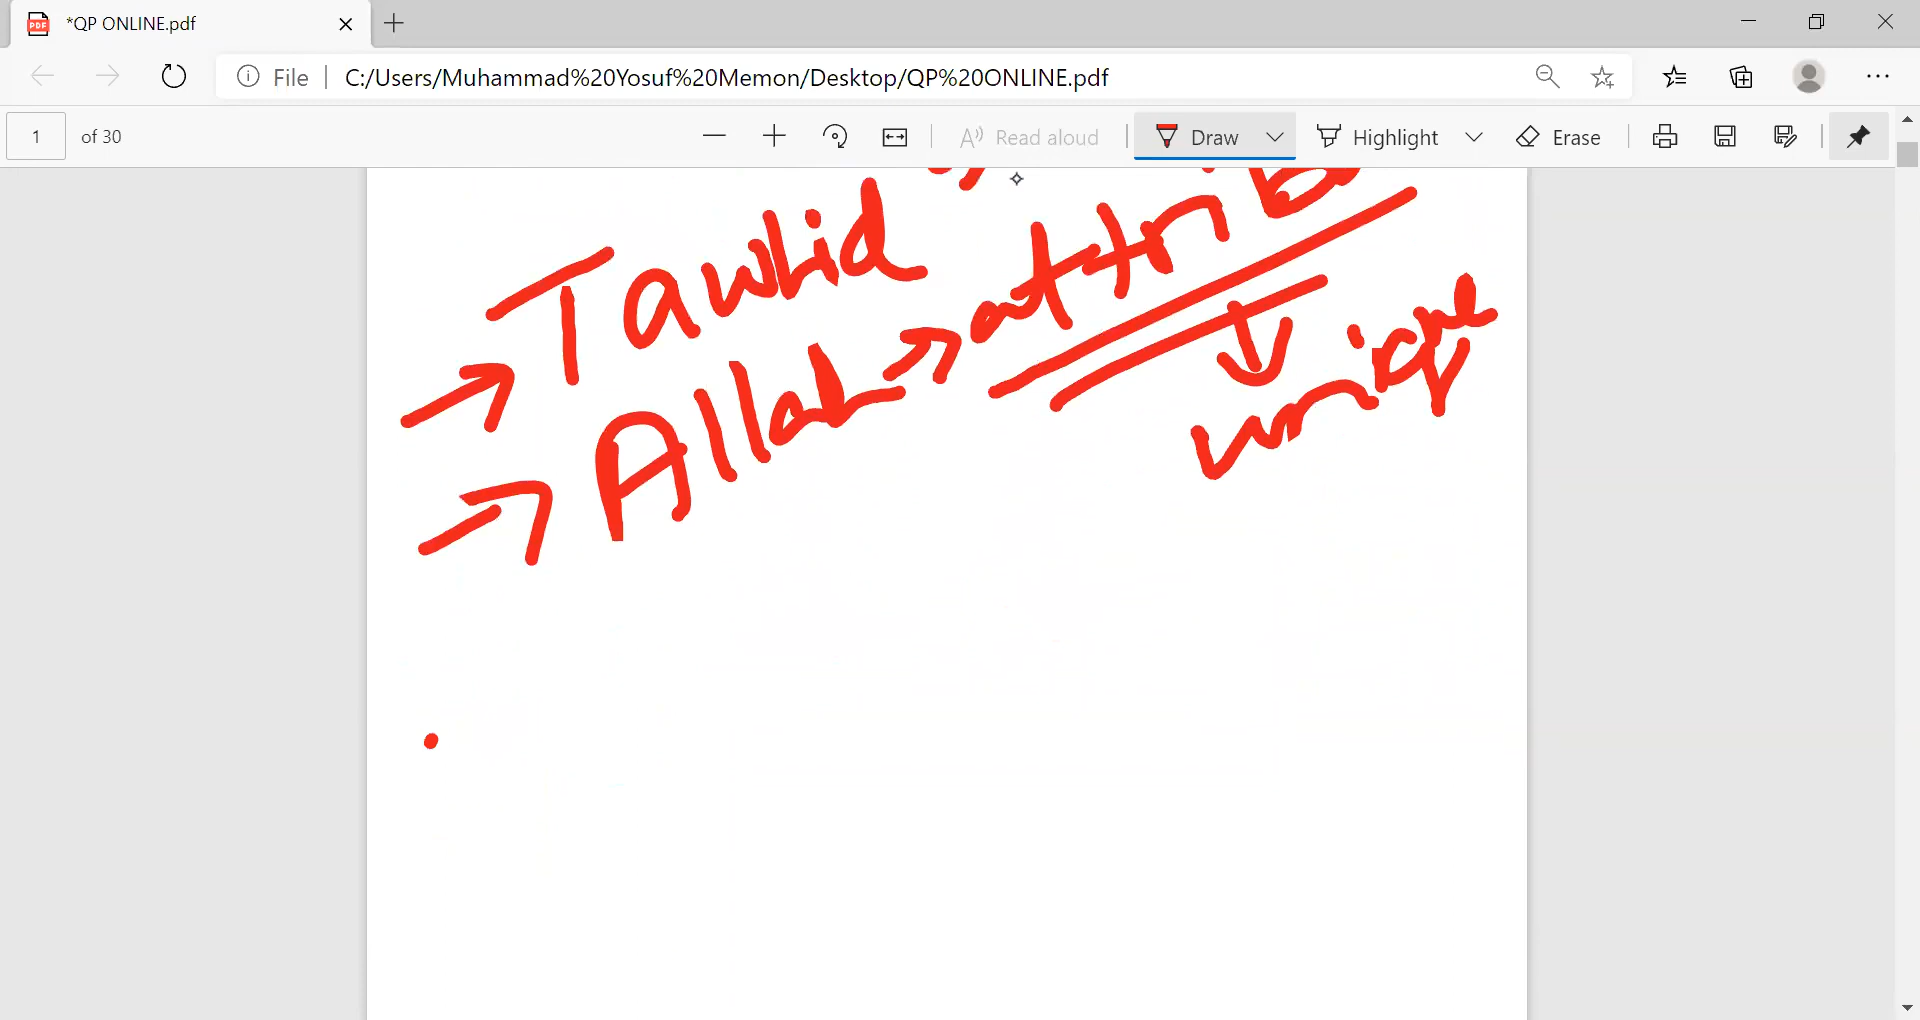 *QP ONLINE.pdf
File | C:/Users/Muhammad%20Yosuf%20Memon/Desktop/QP%20ONLINE.pdf
1 of 30
Read aloud
Draw
Highlight
Erase
→ Tawhid
→ Allah → attrib
↓
unique